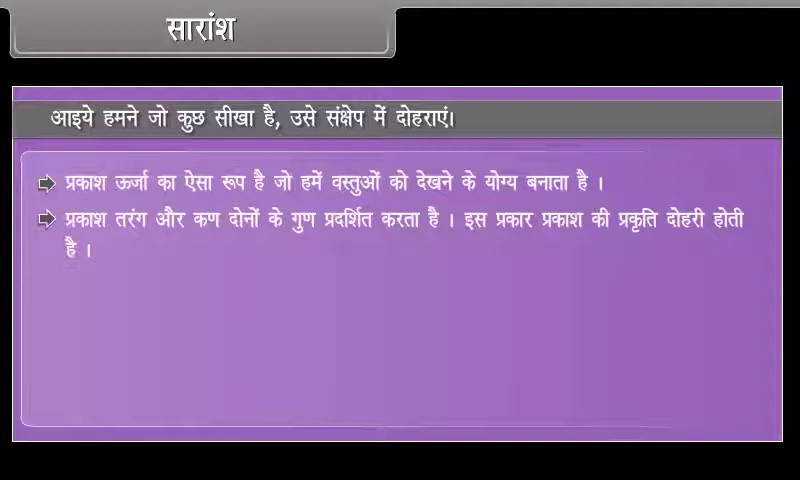 सारांश
आइये हमने जो कुछ सीखा है, उसे संक्षेप में दोहराएं।
प्रकाश ऊर्जा का ऐसा रूप है जो हमें वस्तुओं को देखने के योग्य बनाता है ।
प्रकाश तरंग और कण दोनों के गुण प्रदर्शित करता है । इस प्रकार प्रकाश की प्रकृति दोहरी होती
है ।